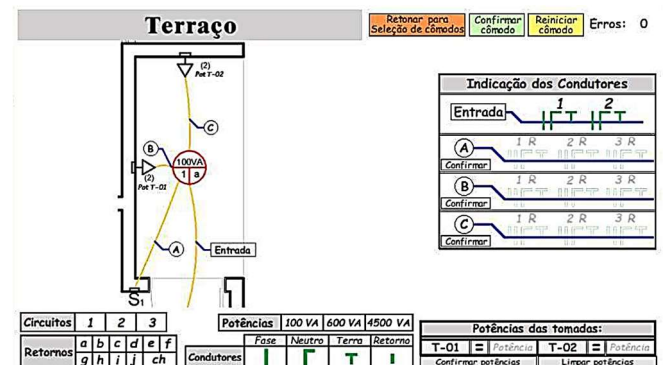 Terraço
Retonar para
Seleção de cômodos
Confirmar
cômodo
Reiniciar
cômodo
Erros: 0
(2)
Pot T-02
C
B
100VA
1 a
(2)
Pot T-01
A
Entrada
S1
Indicação dos Condutores
Entrada 1 2
A 1 R 2 R 3 R
Confirmar
B 1 R 2 R 3 R
Confirmar
C 1 R 2 R 3 R
Confirmar
Circuitos 1 2 3
Retornos a b c d e f
g h i j ch
Potências 100 VA 600 VA 4500 VA
Condutores Fase Neutro Terra Retorno
Potências das tomadas:
T-01 = Potência T-02 = Potência
Confirmar potências Limpar potências